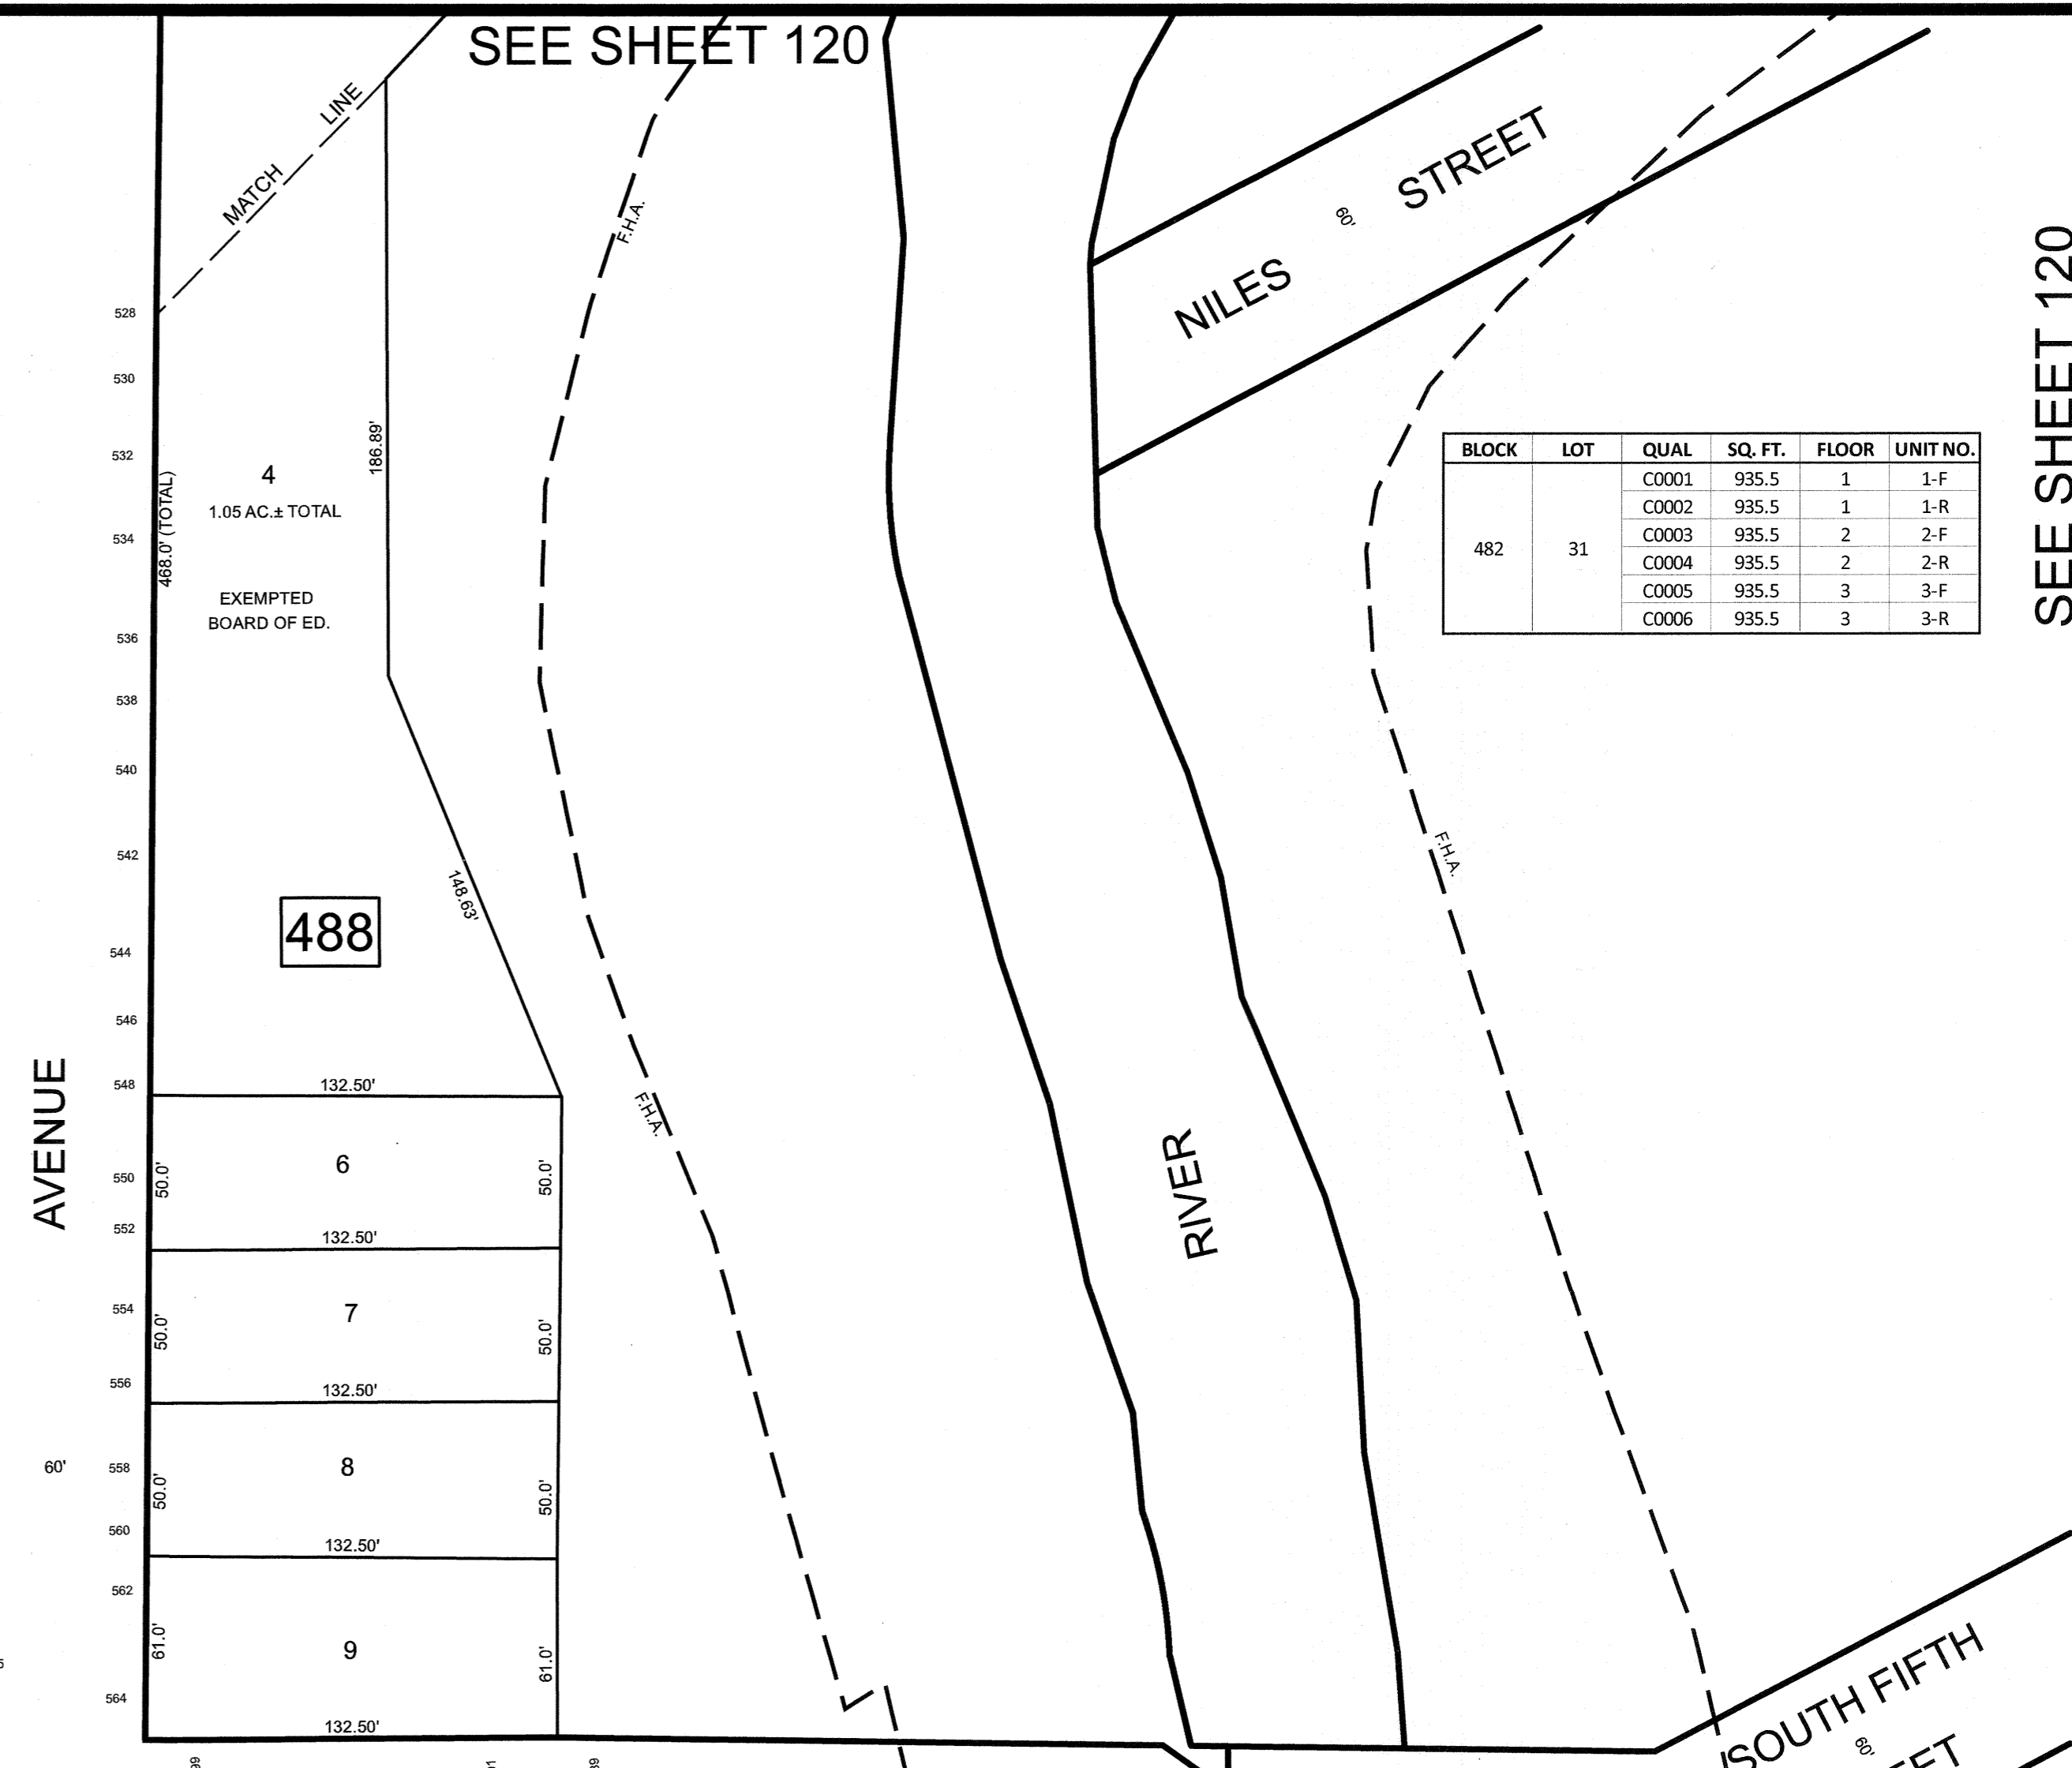 SEE SHEET 120
MATCH LINE
F.H.A.
NILES STREET
60'
SEE SHEET 120
528
530
532
534
536
538
540
542
544
546
548
550
552
554
556
558
560
562
564
468.0' (TOTAL)
186.89'
4
1.05 AC.± TOTAL
EXEMPTED
BOARD OF ED.
BLOCK LOT QUAL SQ. FT. FLOOR UNIT NO.
482 31
C0001 935.5 1 1-F
C0002 935.5 1 1-R
C0003 935.5 2 2-F
C0004 935.5 2 2-R
C0005 935.5 3 3-F
C0006 935.5 3 3-R
148.63'
488
F.H.A.
AVENUE
60'
132.50'
F.H.A.
50.0' 6 50.0'
132.50'
RIVER
50.0' 7 50.0'
132.50'
50.0' 8 50.0'
132.50'
61.0' 9 61.0'
132.50'
SOUTH FIFTH
60'